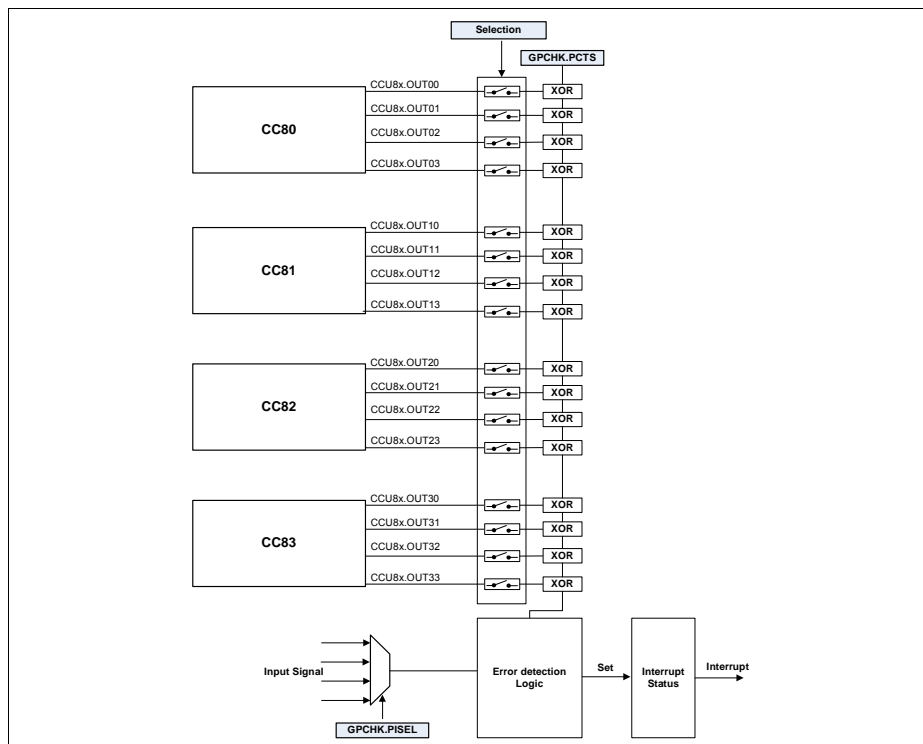 Selection
GPCHK.PCTS
CC80
CCU8x.OUT00
XOR
CCU8x.OUT01
XOR
CCU8x.OUT02
XOR
CCU8x.OUT03
XOR
CC81
CCU8x.OUT10
XOR
CCU8x.OUT11
XOR
CCU8x.OUT12
XOR
CCU8x.OUT13
XOR
CC82
CCU8x.OUT20
XOR
CCU8x.OUT21
XOR
CCU8x.OUT22
XOR
CCU8x.OUT23
XOR
CC83
CCU8x.OUT30
XOR
CCU8x.OUT31
XOR
CCU8x.OUT32
XOR
CCU8x.OUT33
XOR
Input Signal
GPCHK.PISEL
Error detection
Logic
Set
Interrupt
Status
Interrupt